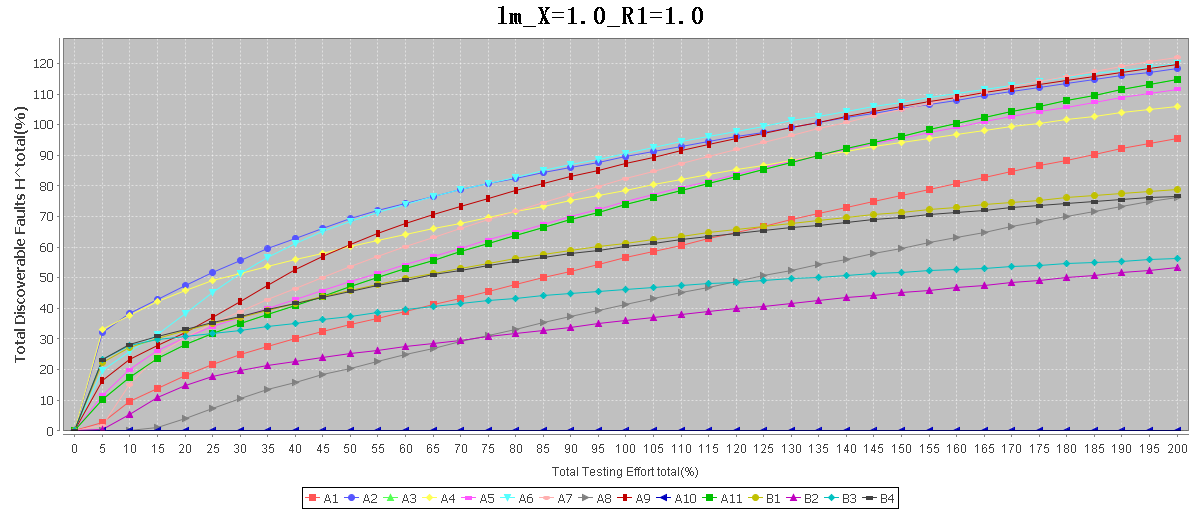 lm_X=1.0_R1=1.0
Total Discoverable Faults H^total(%)
120
110
100
90
80
70
60
50
40
30
20
10
0
0 5 10 15 20 25 30 35 40 45 50 55 60 65 70 75 80 85 90 95 100 105 110 115 120 125 130 135 140 145 150 155 160 165 170 175 180 185 190 195 200
Total Testing Effort total(%)
A1 A2 A3 A4 A5 A6 A7 A8 A9 A10 A11 B1 B2 B3 B4